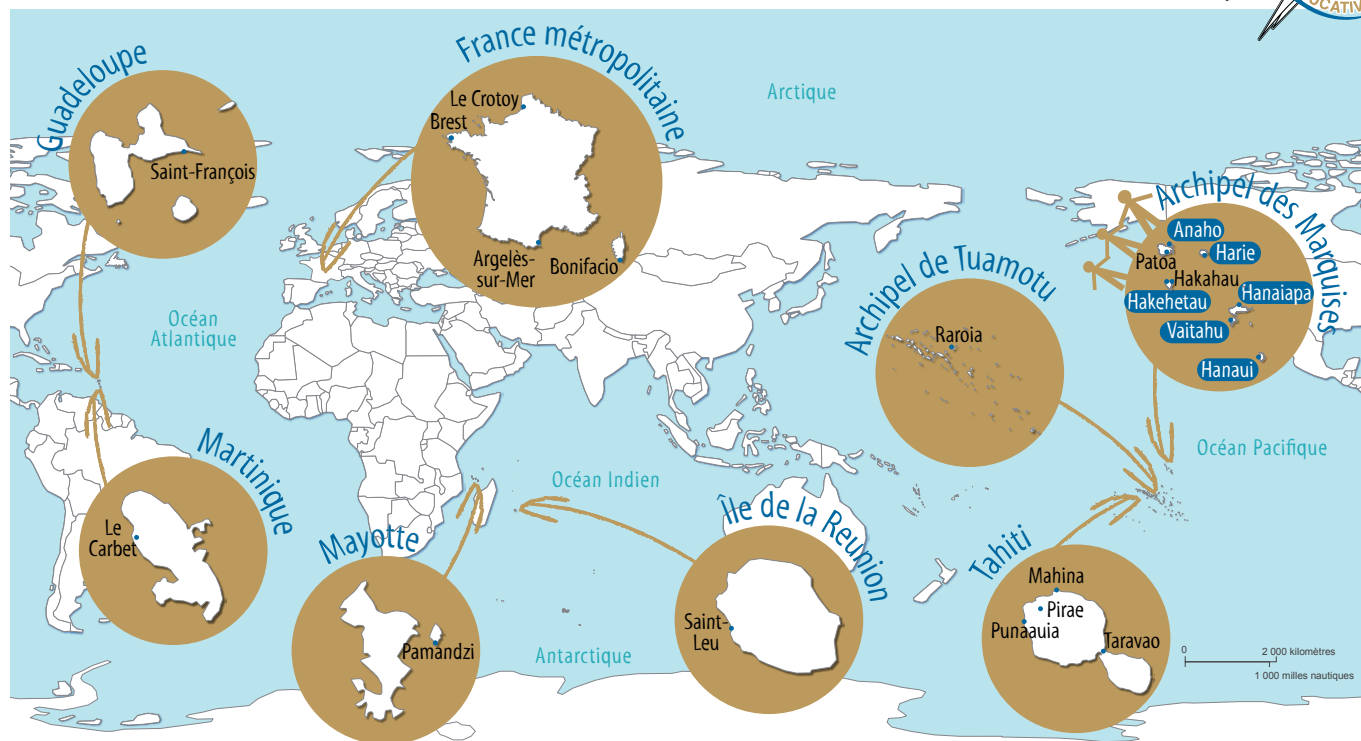 CATIV
Guadeloupe
Saint-François
France métropolitaine
Le Crotoy
Brest
Argelès-
sur-Mer
Bonifacio
Arctique
Archipel des Marquises
Anaho
Harie
Patoa
Hakahau
Hanaiapa
Hakehetau
Vaitahu
Hanaui
Archipel de Tuamotu
Raroia
Océan
Atlantique
Océan Pacifique
Océan Indien
Martinique
Le
Carbet
Mayotte
Pamandzi
Antarctique
Île de la Reunion
Saint-
Leu
Tahiti
Mahina
Pirae
Punaauia
Taravao
0
2 000 kilomètres
1 000 milles nautiques